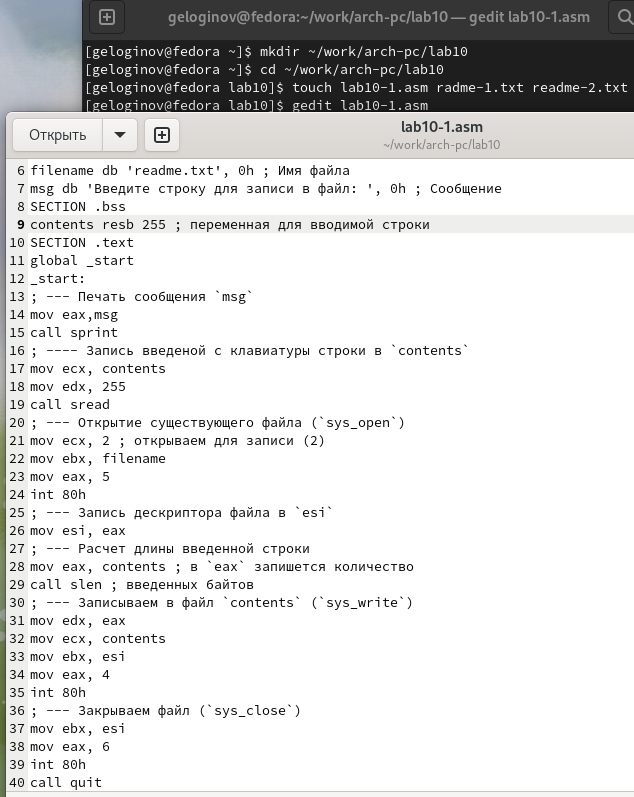 geloginov@fedora:~/work/arch-pc/lab10 — gedit lab10-1.asm
[geloginov@fedora ~]$ mkdir ~/work/arch-pc/lab10
[geloginov@fedora ~]$ cd ~/work/arch-pc/lab10
[geloginov@fedora lab10]$ touch lab10-1.asm radme-1.txt readme-2.txt
[geloginov@fedora lab10]$ gedit lab10-1.asm
Открыть
lab10-1.asm
~/work/arch-pc/lab10
6 filename db 'readme.txt', 0h ; Имя файла
7 msg db 'Введите строку для записи в файл: ', 0h ; Сообщение
8 SECTION .bss
9 contents resb 255 ; переменная для вводимой строки
10 SECTION .text
11 global _start
12 _start:
13 ; --- Печать сообщения `msg`
14 mov eax,msg
15 call sprint
16 ; ---- Запись введеной с клавиатуры строки в `contents`
17 mov ecx, contents
18 mov edx, 255
19 call sread
20 ; --- Открытие существующего файла (`sys_open`)
21 mov ecx, 2 ; открываем для записи (2)
22 mov ebx, filename
23 mov eax, 5
24 int 80h
25 ; --- Запись дескриптора файла в `esi`
26 mov esi, eax
27 ; --- Расчет длины введенной строки
28 mov eax, contents ; в `eax` запишется количество
29 call slen ; введенных байтов
30 ; --- Записываем в файл `contents` (`sys_write`)
31 mov edx, eax
32 mov ecx, contents
33 mov ebx, esi
34 mov eax, 4
35 int 80h
36 ; --- Закрываем файл (`sys_close`)
37 mov ebx, esi
38 mov eax, 6
39 int 80h
40 call quit